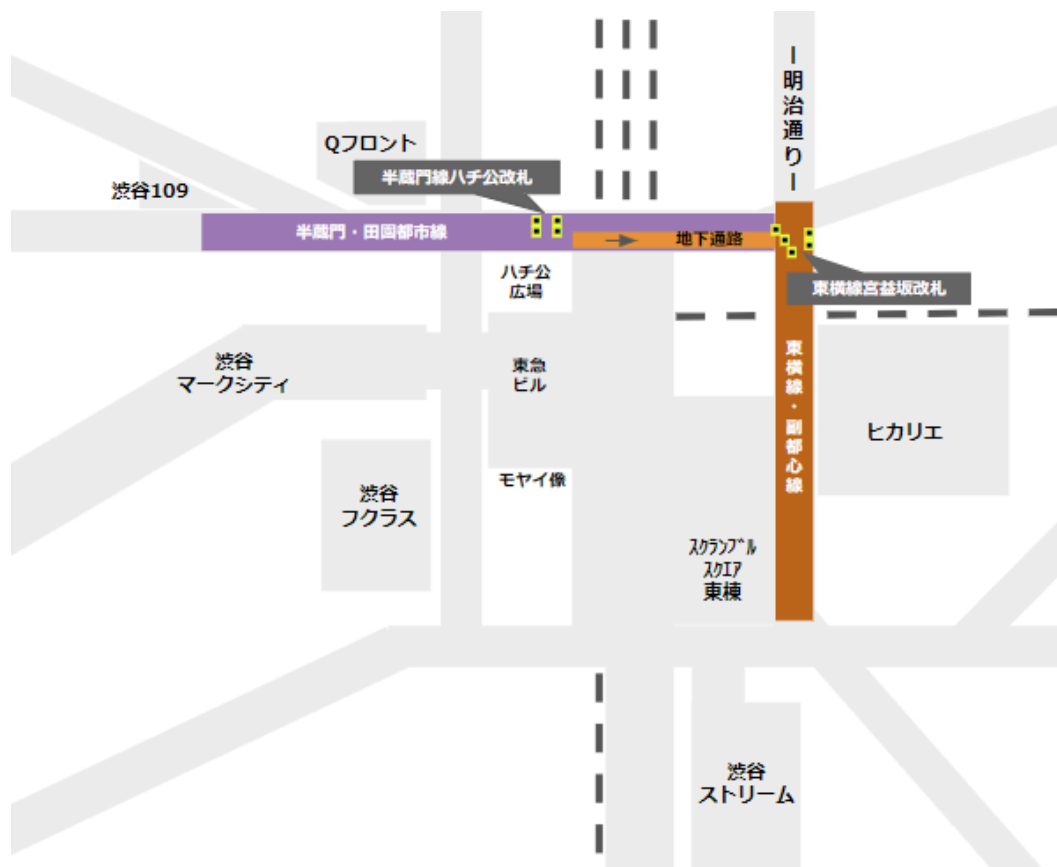 ー明治通りー
Qフロント
半蔵門線ハチ公改札
渋谷109
半蔵門・田園都市線
地下通路
ハチ公
広場
東横線宮益坂改札
渋谷
マークシティ
東急
ビル
東横線・副都心線
ヒカリエ
モヤイ像
渋谷
フクラス
スクランブル
スクエア
東棟
渋谷
ストリーム